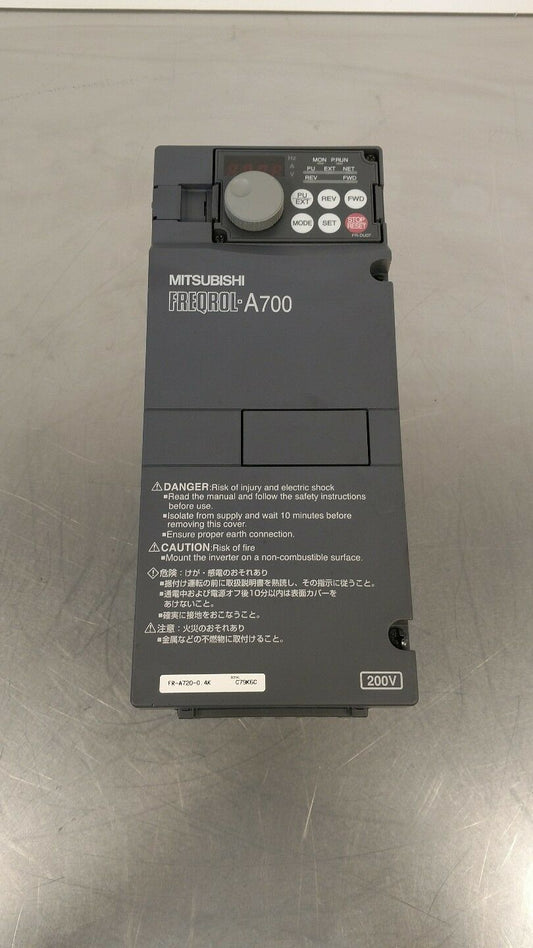 Hz
MON P.RUN
A
PU EXT NET
V
REV FWD
PU
EXT
REV
FWD
MODE
SET
STOP
RESET
FR-DU07
MITSUBISHI
FREQROL-A700
⚠DANGER:Risk of injury and electric shock
■Read the manual and follow the safety instructions
before use.
■Isolate from supply and wait 10 minutes before
removing this cover.
■Ensure proper earth connection.
⚠CAUTION:Risk of fire
■Mount the inverter on a non-combustible surface.
危険：けが・感電のおそれあり
■据付け運転の前に取扱説明書を熟読し、その指示に従うこと。
■通電中および電源オフ後10分以内は表面カバーを
あけないこと。
■確実に接地をおこなうこと。
⚠注意：火災のおそれあり
■金属などの不燃物に取付けること。
FR-A720-0.4K C79K6C
200V